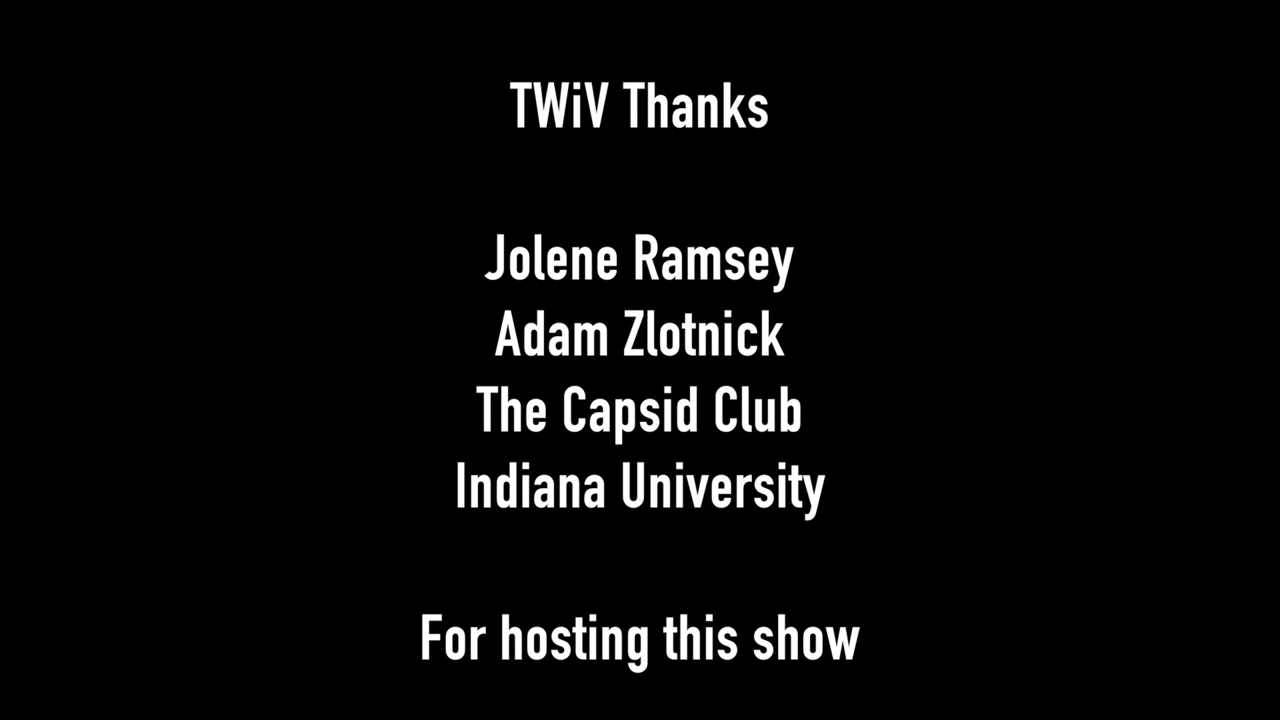 TWiV Thanks
Jolene Ramsey
Adam Zlotnick
The Capsid Club
Indiana University
For hosting this show